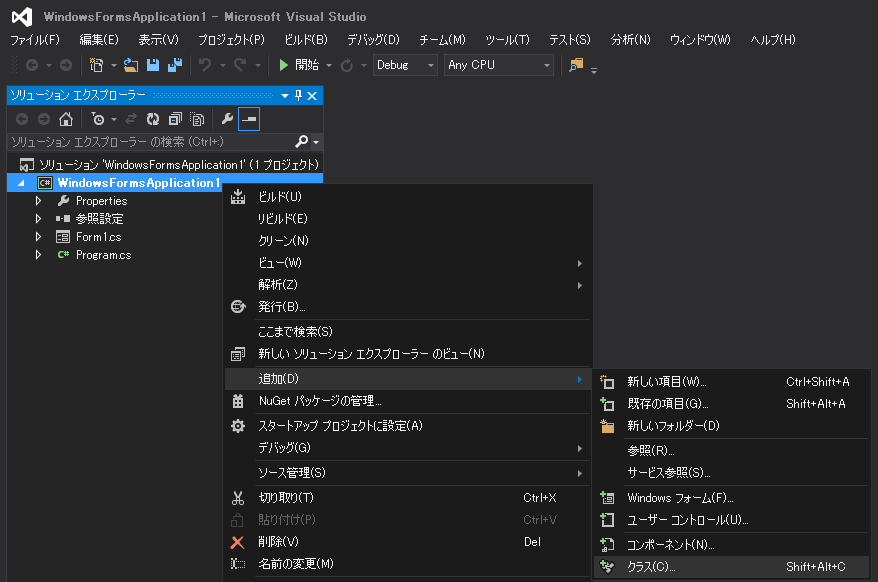 WindowsFormsApplication1 - Microsoft Visual Studio
ファイル(F) 編集(E) 表示(V) プロジェクト(P) ビルド(B) デバッグ(D) チーム(M) ツール(T) テスト(S) 分析(N) ウィンドウ(W) ヘルプ(H)
開始 Debug Any CPU
ソリューション エクスプローラー
ソリューション エクスプローラー の検索 (Ctrl+:)
ソリューション 'WindowsFormsApplication1' (1 プロジェクト)
C# WindowsFormsApplication1
Properties
参照設定
Form1.cs
C# Program.cs
ビルド(U)
リビルド(E)
クリーン(N)
ビュー(W)
解析(Z)
発行(B)...
ここまで検索(S)
新しい ソリューション エクスプローラー のビュー(N)
追加(D)
NuGet パッケージの管理...
スタートアップ プロジェクトに設定(A)
デバッグ(G)
ソース管理(S)
切り取り(T) Ctrl+X
貼り付け(P) Ctrl+V
削除(V) Del
名前の変更(M)
新しい項目(W)... Ctrl+Shift+A
既存の項目(G)... Shift+Alt+A
新しいフォルダー(D)
参照(R)...
サービス参照(S)...
Windows フォーム(F)...
ユーザー コントロール(U)...
コンポーネント(N)...
クラス(C)... Shift+Alt+C